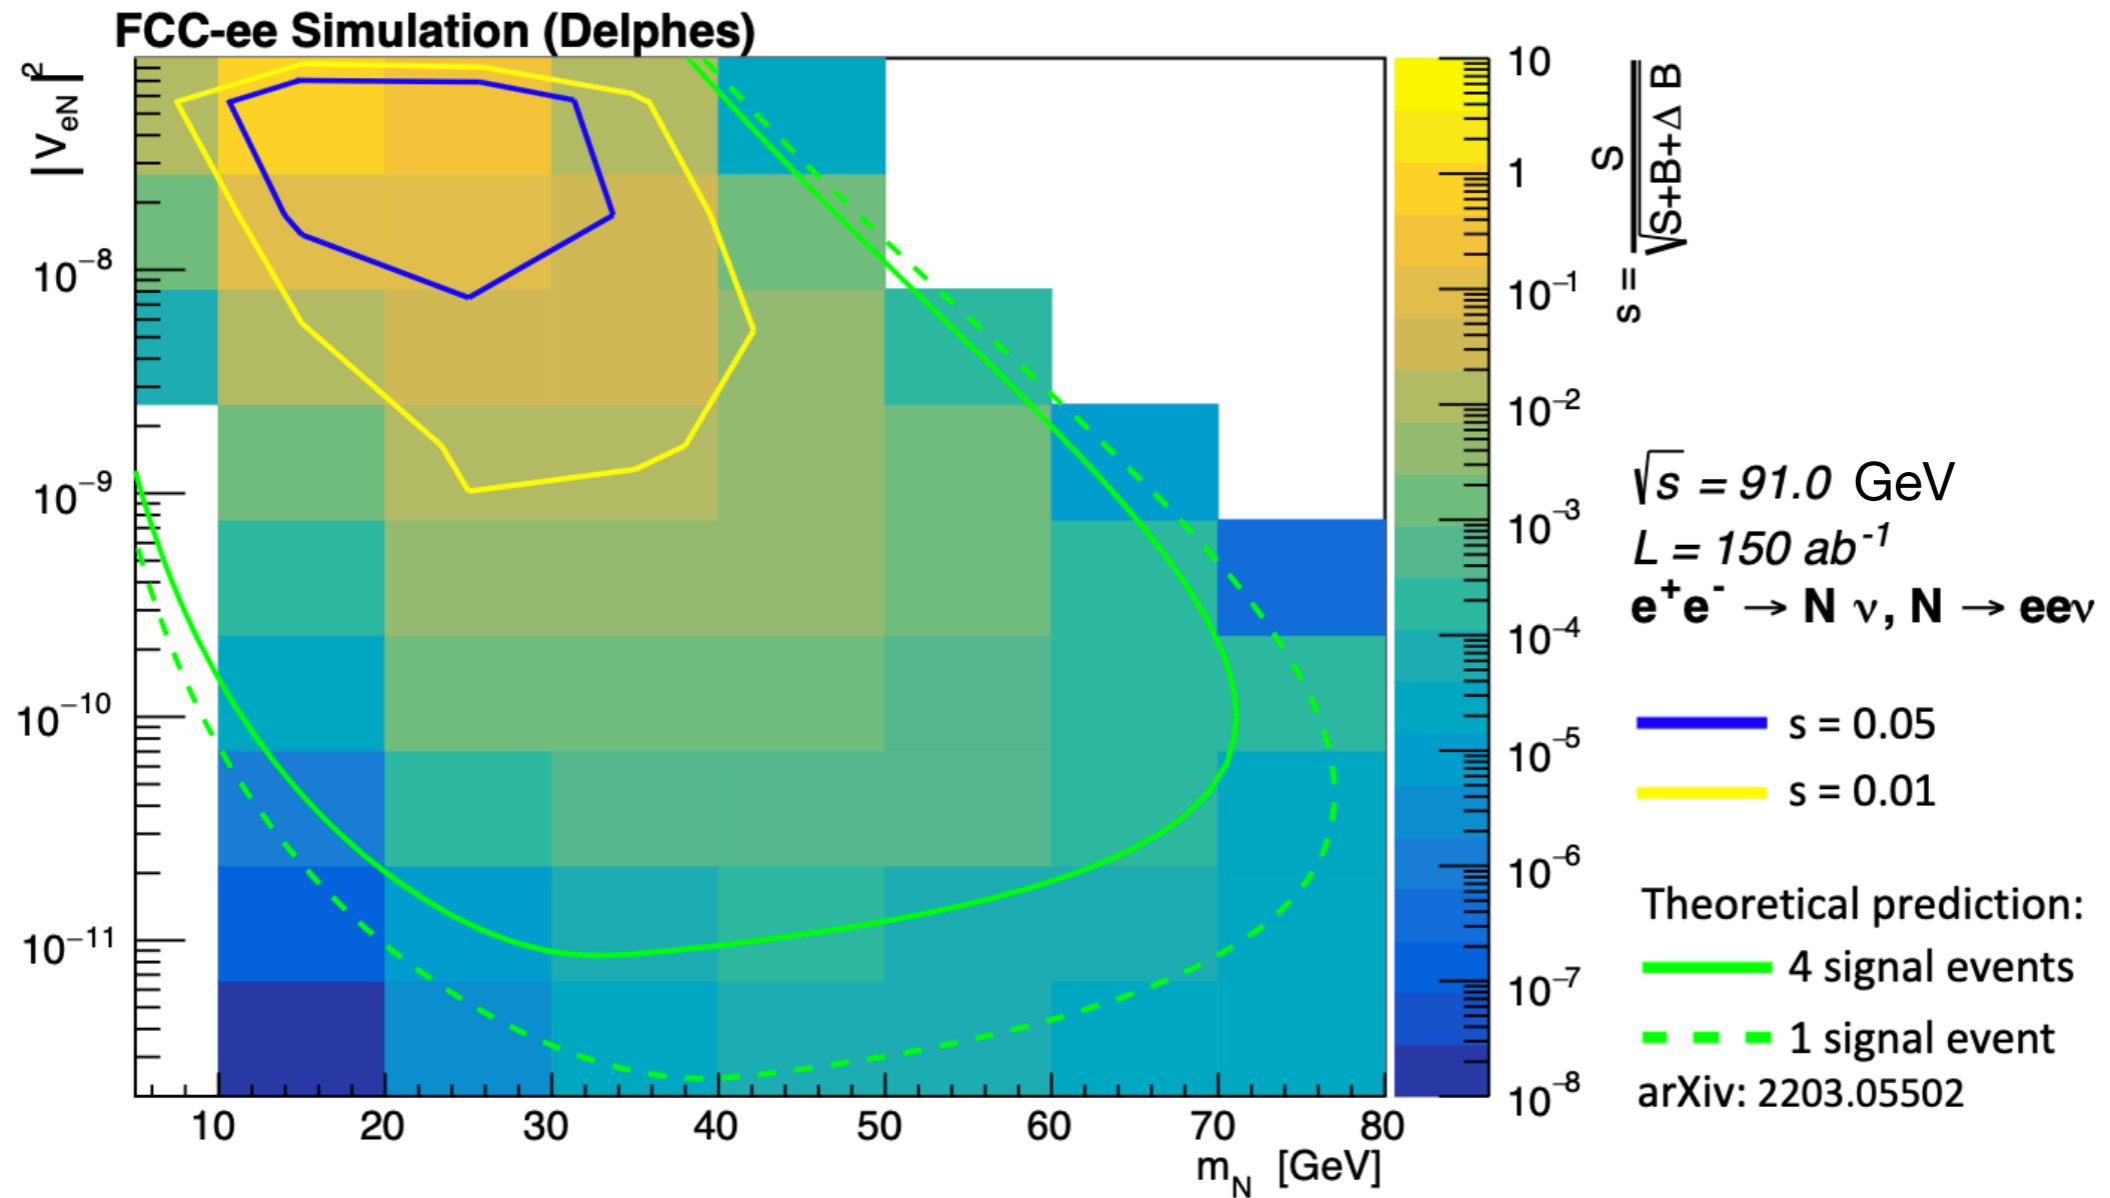 FCC-ee Simulation (Delphes)
|V_eN|²
10⁻⁸
10⁻⁹
10⁻¹⁰
10⁻¹¹
10 20 30 40 50 60 70 80
m_N [GeV]
10
1
10⁻¹
10⁻²
10⁻³
10⁻⁴
10⁻⁵
10⁻⁶
10⁻⁷
10⁻⁸
s = S / √S+B+Δ B
√s = 91.0 GeV
L = 150 ab⁻¹
e⁺e⁻ → N ν, N → eeν
s = 0.05
s = 0.01
Theoretical prediction:
4 signal events
1 signal event
arXiv: 2203.05502